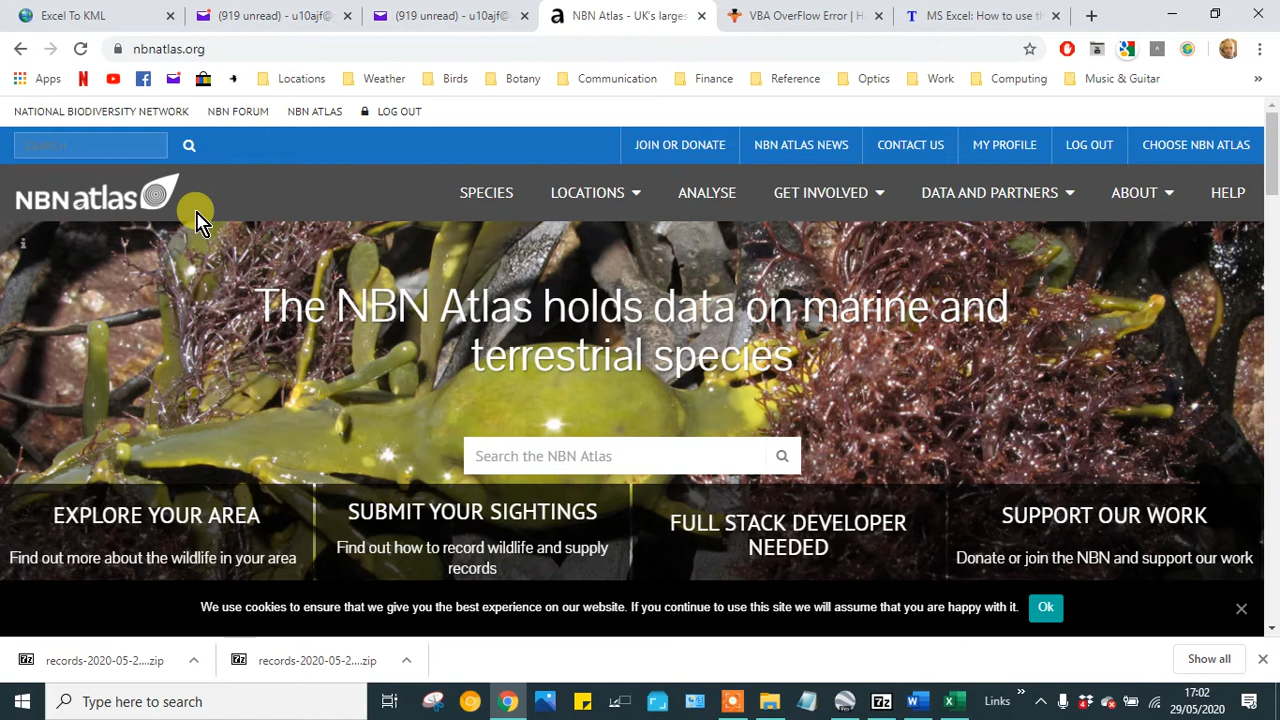 Excel To KML
(919 unread) - u10ajf@
(919 unread) - u10ajf@
NBN Atlas - UK's larges
VBA OverFlow Error | H
MS Excel: How to use th
nbnatlas.org
Apps
Locations
Weather
Birds
Botany
Communication
Finance
Reference
Optics
Work
Computing
Music & Guitar
»
NATIONAL BIODIVERSITY NETWORK NBN FORUM NBN ATLAS LOG OUT
Search
JOIN OR DONATE NBN ATLAS NEWS CONTACT US MY PROFILE LOG OUT CHOOSE NBN ATLAS
NBN atlas
SPECIES LOCATIONS ANALYSE GET INVOLVED DATA AND PARTNERS ABOUT HELP
The NBN Atlas holds data on marine and
terrestrial species
Search the NBN Atlas
EXPLORE YOUR AREA
Find out more about the wildlife in your area
SUBMIT YOUR SIGHTINGS
Find out how to record wildlife and supply
records
FULL STACK DEVELOPER
NEEDED
SUPPORT OUR WORK
Donate or join the NBN and support our work
We use cookies to ensure that we give you the best experience on our website. If you continue to use this site we will assume that you are happy with it. Ok
records-2020-05-2....zip
records-2020-05-2....zip
Show all
Type here to search
Links
»
17:02
29/05/2020